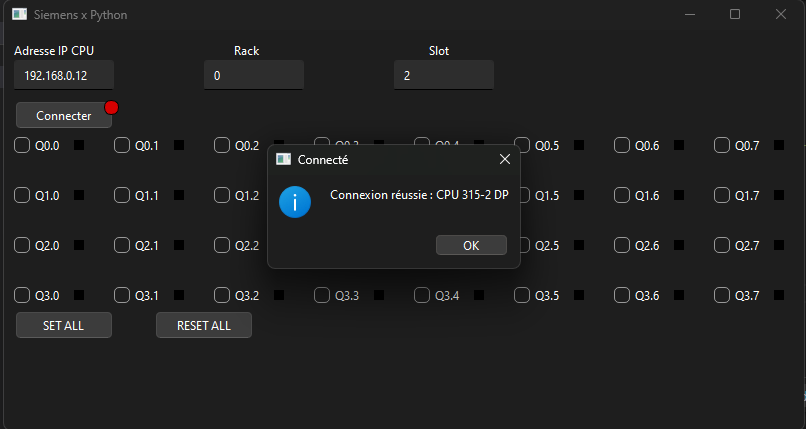 Siemens x Python
Adresse IP CPU Rack Slot
192.168.0.12 0 2
Connecter
Q0.0 Q0.1 Q0.2 Q0.3 Q0.4 Q0.5 Q0.6 Q0.7
Connecté
Connexion réussie : CPU 315-2 DP
Q1.0 Q1.1 Q1.2 Q1.5 Q1.6 Q1.7
OK
Q2.0 Q2.1 Q2.2 Q2.5 Q2.6 Q2.7
Q3.0 Q3.1 Q3.2 Q3.3 Q3.4 Q3.5 Q3.6 Q3.7
SET ALL RESET ALL